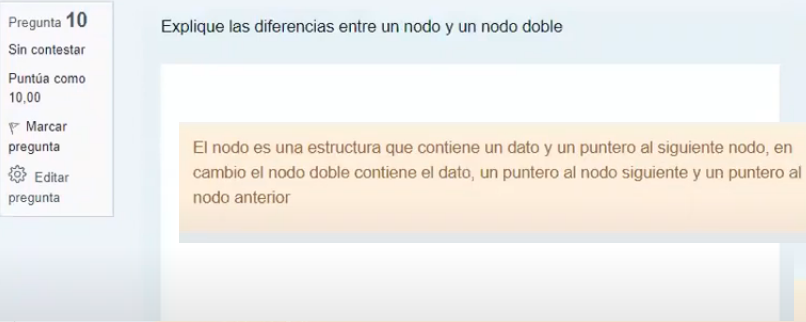 Pregunta 10
Sin contestar
Puntúa como
10,00
Marcar
pregunta
Editar
pregunta
Explique las diferencias entre un nodo y un nodo doble
El nodo es una estructura que contiene un dato y un puntero al siguiente nodo, en
cambio el nodo doble contiene el dato, un puntero al nodo siguiente y un puntero al
nodo anterior